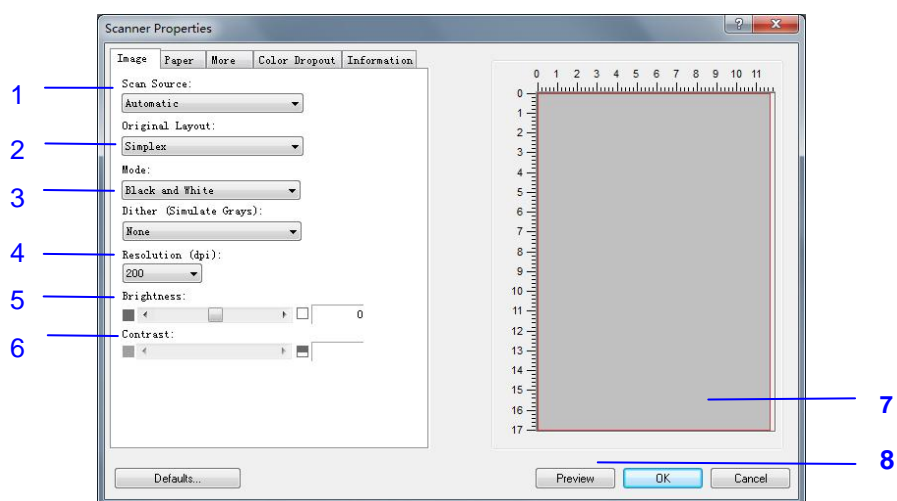 Scanner Properties
Image Paper More Color Dropout Information
1 Scan Source:
Automatic
Original Layout:
2 Simplex
Mode:
3 Black and White
Dither (Simulate Grays):
None
4 Resolution (dpi):
200
5 Brightness:
0
6 Contrast:
0 1 2 3 4 5 6 7 8 9 10 11
0
1
2
3
4
5
6
7
8
9
10
11
12
13
14
15
16
17
7
8
Defaults... Preview OK Cancel